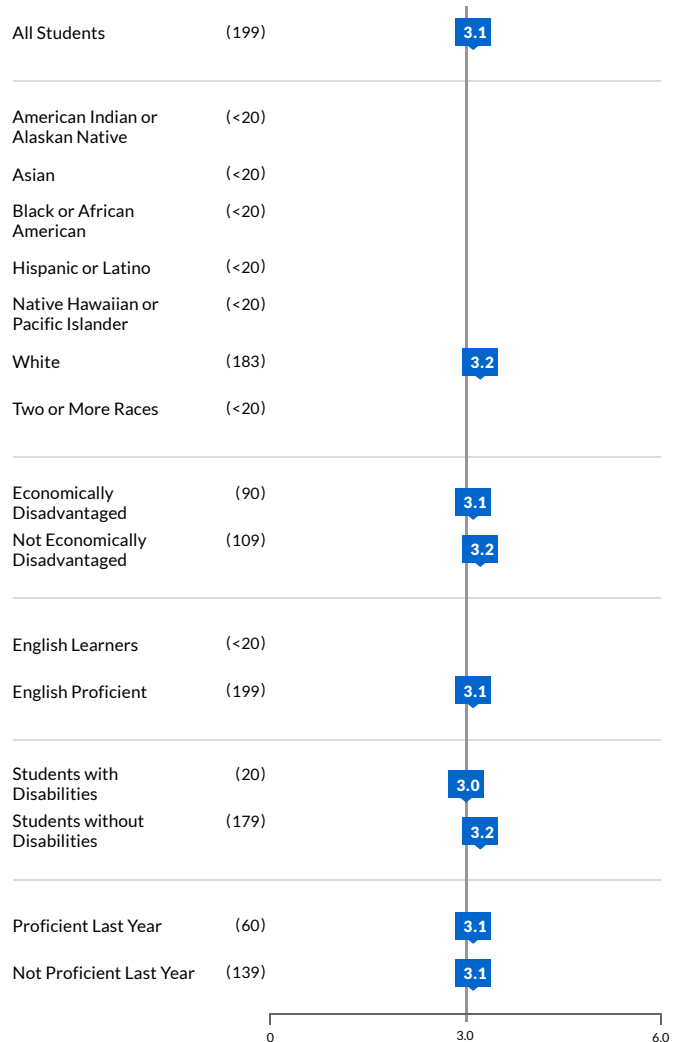 All Students (199) 3.1
American Indian or (<20)
Alaskan Native
Asian (<20)
Black or African (<20)
American
Hispanic or Latino (<20)
Native Hawaiian or (<20)
Pacific Islander
White (183) 3.2
Two or More Races (<20)
Economically (90) 3.1
Disadvantaged
Not Economically (109) 3.2
Disadvantaged
English Learners (<20)
English Proficient (199) 3.1
Students with (20) 3.0
Disabilities
Students without (179) 3.2
Disabilities
Proficient Last Year (60) 3.1
Not Proficient Last Year (139) 3.1
0 3.0 6.0